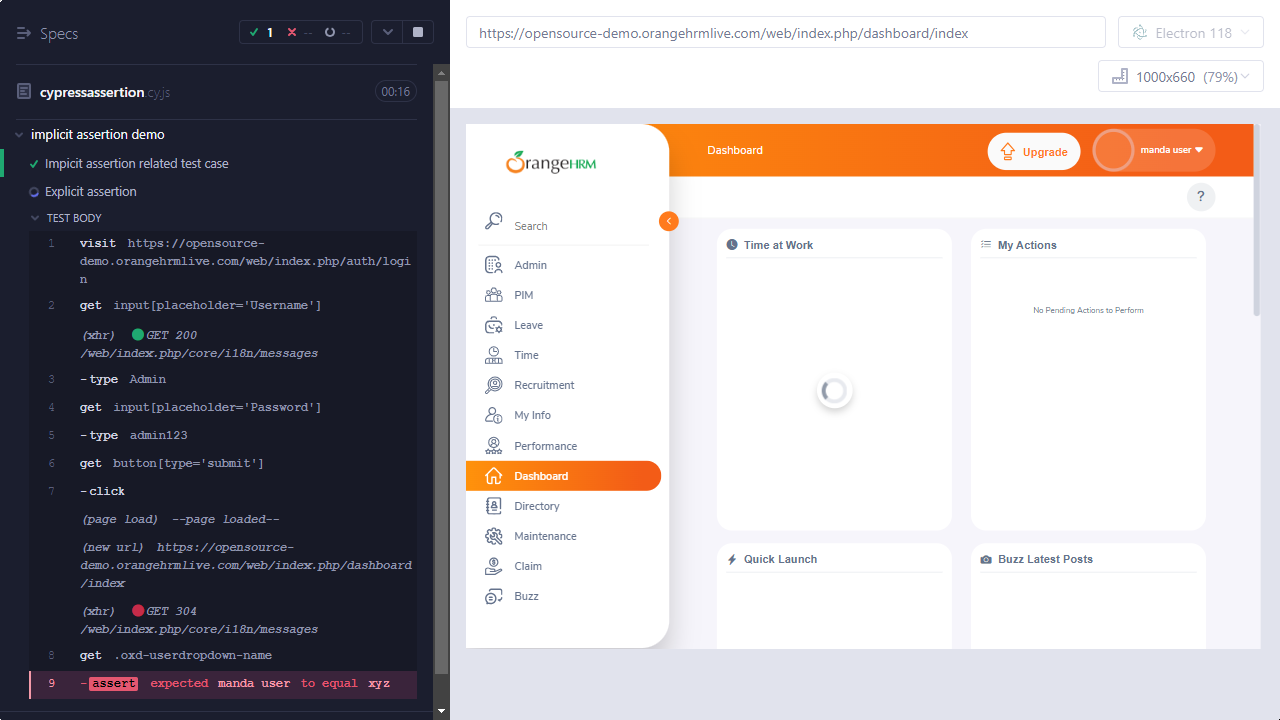 Specs
1
--
--
cypressassertion.cy.js
00:16
implicit assertion demo
Impicit assertion related test case
Explicit assertion
TEST BODY
1 visit https://opensource-
demo.orangehrmlive.com/web/index.php/auth/logi
n
2 get input[placeholder='Username']
(xhr) GET 200
/web/index.php/core/i18n/messages
3 -type Admin
4 get input[placeholder='Password']
5 -type admin123
6 get button[type='submit']
7 -click
(page load) --page loaded--
(new url) https://opensource-
demo.orangehrmlive.com/web/index.php/dashboard
/index
(xhr) GET 304
/web/index.php/core/i18n/messages
8 get .oxd-userdropdown-name
9 -assert expected manda user to equal xyz
https://opensource-demo.orangehrmlive.com/web/index.php/dashboard/index
Electron 118
1000x660 (79%)
OrangeHRM
Search
Admin
PIM
Leave
Time
Recruitment
My Info
Performance
Dashboard
Directory
Maintenance
Claim
Buzz
Dashboard
Upgrade
manda user
?
Time at Work
My Actions
No Pending Actions to Perform
Quick Launch
Buzz Latest Posts